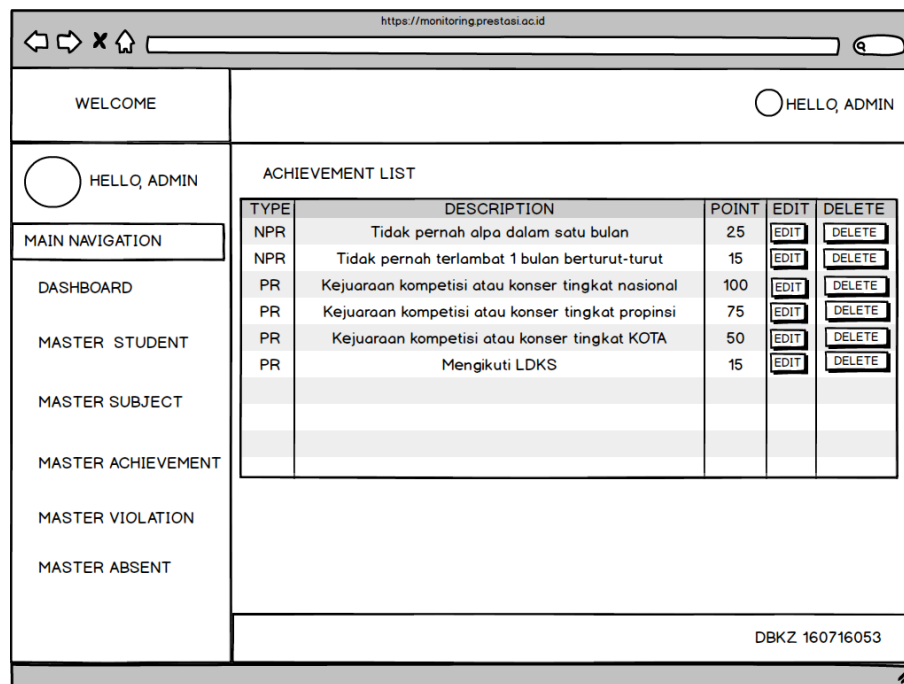 https://monitoring.prestasi.ac.id
WELCOME
HELLO, ADMIN
HELLO, ADMIN
MAIN NAVIGATION
DASHBOARD
MASTER STUDENT
MASTER SUBJECT
MASTER ACHIEVEMENT
MASTER VIOLATION
MASTER ABSENT
ACHIEVEMENT LIST
TYPE DESCRIPTION POINT EDIT DELETE
NPR Tidak pernah alpa dalam satu bulan 25 EDIT DELETE
NPR Tidak pernah terlambat 1 bulan berturut-turut 15 EDIT DELETE
PR Kejuaraan kompetisi atau konser tingkat nasional 100 EDIT DELETE
PR Kejuaraan kompetisi atau konser tingkat propinsi 75 EDIT DELETE
PR Kejuaraan kompetisi atau konser tingkat KOTA 50 EDIT DELETE
PR Mengikuti LDKS 15 EDIT DELETE
DBKZ 160716053